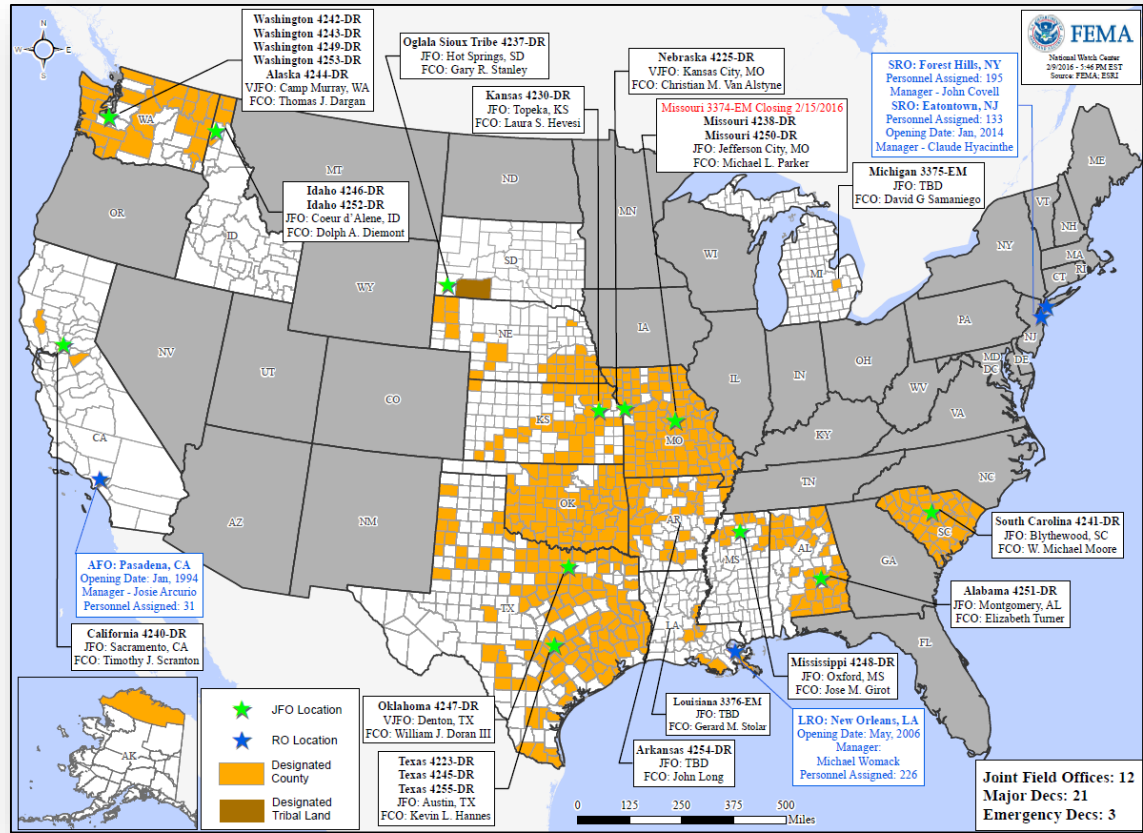 N
W
E
S
FEMA
National Watch Center
2/9/2016 - 5:46 PM EST
Source: FEMA; ESRI
Washington 4242-DR
Washington 4243-DR
Washington 4249-DR
Washington 4253-DR
Alaska 4244-DR
VJFO: Camp Murray, WA
FCO: Thomas J. Dargan
Oglala Sioux Tribe 4237-DR
JFO: Hot Springs, SD
FCO: Gary R. Stanley
Kansas 4230-DR
JFO: Topeka, KS
FCO: Laura S. Hevesi
Nebraska 4225-DR
VJFO: Kansas City, MO
FCO: Christian M. Van Alstyne
Missouri 3374-EM Closing 2/15/2016
Missouri 4238-DR
Missouri 4250-DR
JFO: Jefferson City, MO
FCO: Michael L. Parker
SRO: Forest Hills, NY
Personnel Assigned: 195
Manager - John Covell
SRO: Eatontown, NJ
Personnel Assigned: 133
Opening Date: Jan, 2014
Manager - Claude Hyacinthe
Michigan 3375-EM
JFO: TBD
FCO: David G Samaniego
Idaho 4246-DR
Idaho 4252-DR
JFO: Coeur d'Alene, ID
FCO: Dolph A. Diemont
WA
MT
ND
MN
ME
OR
ID
SD
WI
MI
VT
NH
NY
MA
CT
RI
WY
NE
IA
PA
NJ
NV
UT
CO
KS
MO
IL
IN
OH
MD
DE
DC
WV
VA
KY
CA
AZ
NM
OK
AR
TN
NC
SC
TX
LA
MS
AL
GA
FL
AFO: Pasadena, CA
Opening Date: Jan, 1994
Manager - Josie Arcurio
Personnel Assigned: 31
California 4240-DR
JFO: Sacramento, CA
FCO: Timothy J. Scranton
South Carolina 4241-DR
JFO: Blythewood, SC
FCO: W. Michael Moore
Alabama 4251-DR
JFO: Montgomery, AL
FCO: Elizabeth Turner
Mississippi 4248-DR
JFO: Oxford, MS
FCO: Jose M. Girot
Louisiana 3376-EM
JFO: TBD
FCO: Gerard M. Stolar
LRO: New Orleans, LA
Opening Date: May, 2006
Manager:
Michael Womack
Personnel Assigned: 226
Arkansas 4254-DR
JFO: TBD
FCO: John Long
Oklahoma 4247-DR
VJFO: Denton, TX
FCO: William J. Doran III
Texas 4223-DR
Texas 4245-DR
Texas 4255-DR
JFO: Austin, TX
FCO: Kevin L. Hannes
AK
JFO Location
RO Location
Designated
County
Designated
Tribal Land
0 125 250 375 500
Miles
Joint Field Offices: 12
Major Decs: 21
Emergency Decs: 3